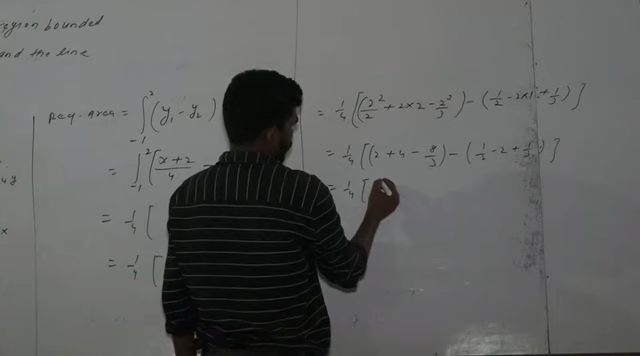 region bounded
and the line
4y
x
Req. Area = ∫₋₁² (y₁ - y₂)
= ∫₋₁² (x+2/4 -
= 1/4 [
= 1/4 [
= 1/4 [(2²/2 + 2×2 - 2²/3) - (1/2 - 2×1 + 1/3)]
= 1/4 [(2 + 4 - 8/3) - (1/2 - 2 + 1/3)]
= 1/4 [